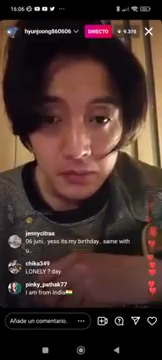 16:06
hyunjoong860606
DIRECTO
9.376
jennycitraa
06 juni.. yess its my birthday.. same with
u..
chika349
LONELY ? day
pinky_pathak77
I am from India🇮🇳
Añade un comentario...